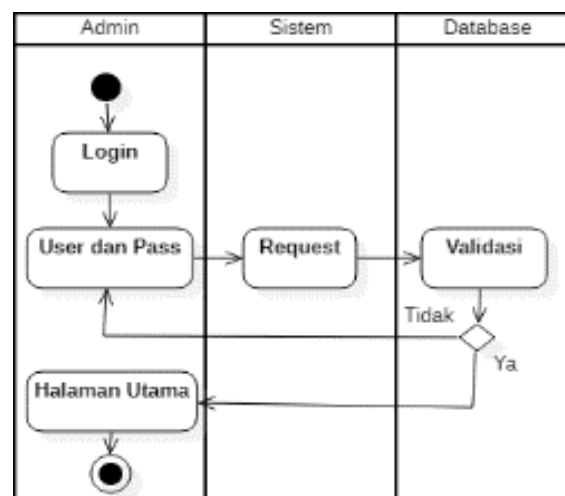 Admin
Sistem
Database
Login
User dan Pass
Request
Validasi
Tidak
Ya
Halaman Utama